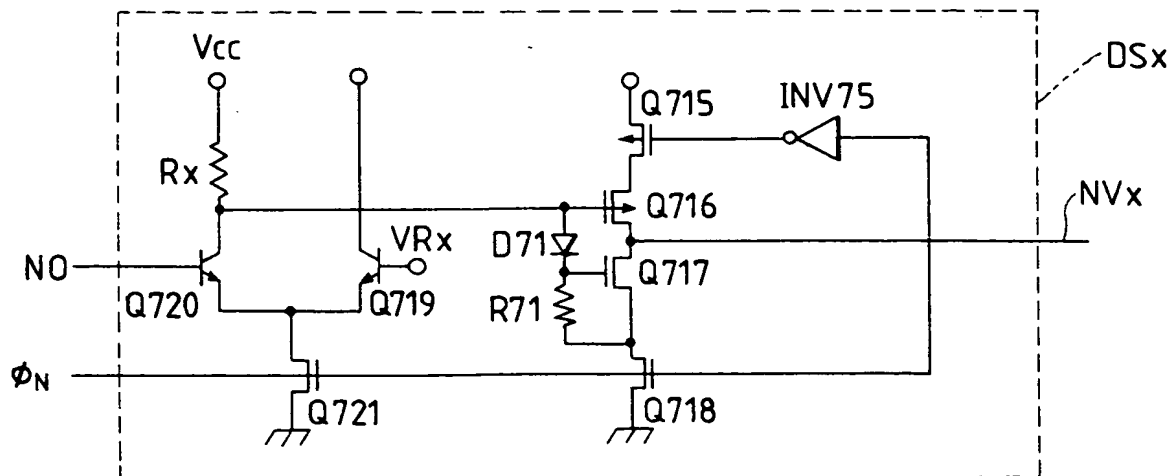 Vcc
DSx
Q715
INV75
Rx
Q716
NVx
D71
VRx
NO
Q717
Q720
Q719
R71
ϕN
Q721
Q718